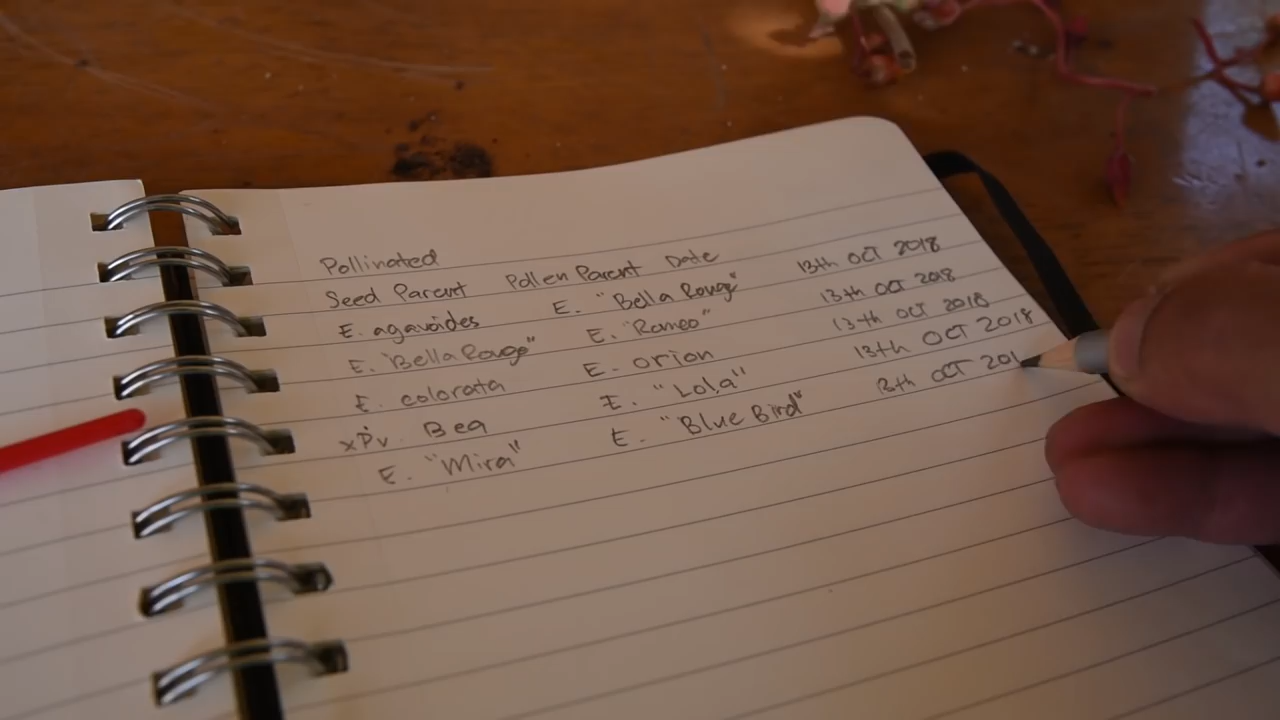 Pollinated
Seed Parent Pollen Parent Date
E. agavoides E. "Bella Rouge" 13th OCT 2018
E. "Bella Rouge" E. "Romeo" 13th OCT 2018
E. colorata E. orion 13th OCT 2018
xPv. Bea E. "Lola" 13th OCT 2018
E. "Mira" E. "Blue Bird" 13th OCT 201